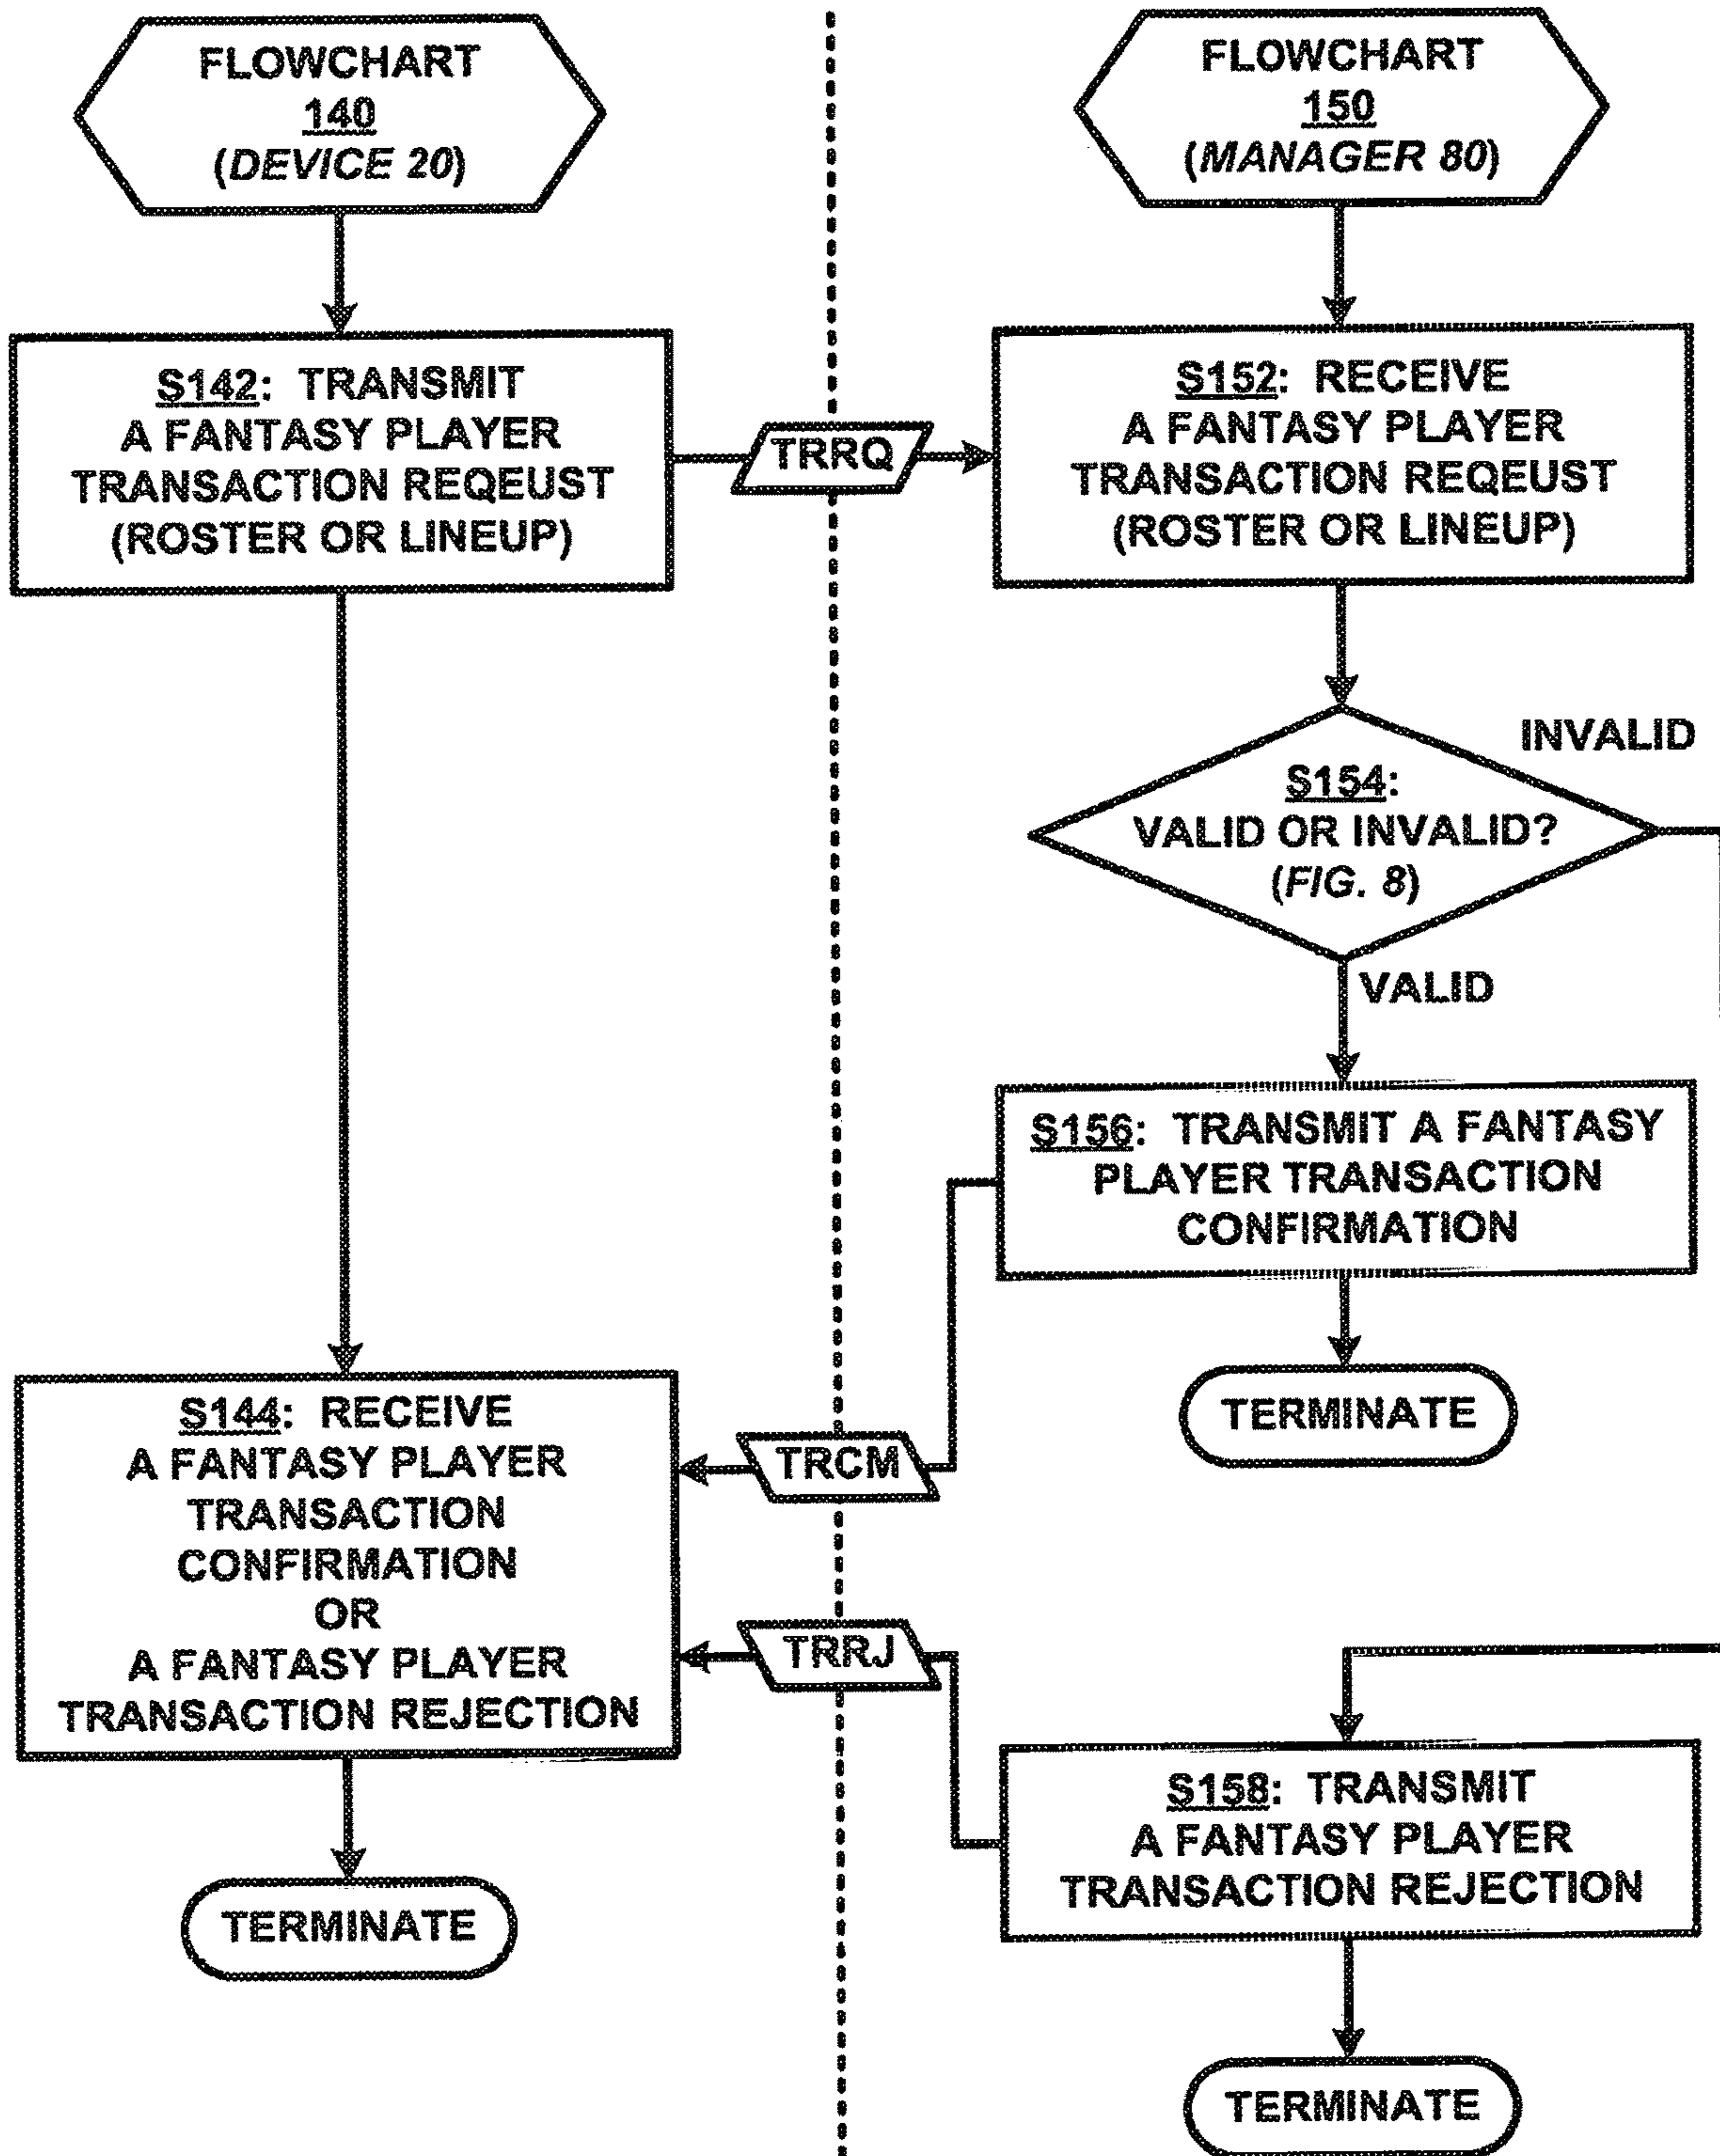 FLOWCHART
140
(DEVICE 20)
S142: TRANSMIT
A FANTASY PLAYER
TRANSACTION REQEUST
(ROSTER OR LINEUP)
TRRQ
FLOWCHART
150
(MANAGER 80)
S152: RECEIVE
A FANTASY PLAYER
TRANSACTION REQEUST
(ROSTER OR LINEUP)
INVALID
S154:
VALID OR INVALID?
(FIG. 8)
VALID
S156: TRANSMIT A FANTASY
PLAYER TRANSACTION
CONFIRMATION
TERMINATE
TRCM
S144: RECEIVE
A FANTASY PLAYER
TRANSACTION
CONFIRMATION
OR
A FANTASY PLAYER
TRANSACTION REJECTION
TRRJ
TERMINATE
S158: TRANSMIT
A FANTASY PLAYER
TRANSACTION REJECTION
TERMINATE